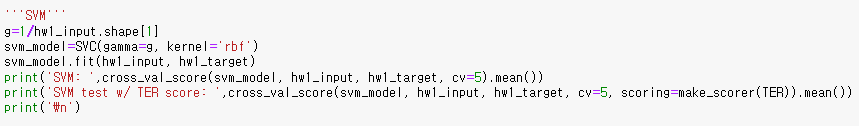 '''SVM'''
g=1/hw1_input.shape[1]
svm_model=SVC(gamma=g, kernel='rbf')
svm_model.fit(hw1_input, hw1_target)
print('SVM: ',cross_val_score(svm_model, hw1_input, hw1_target, cv=5).mean())
print('SVM test w/ TER score: ',cross_val_score(svm_model, hw1_input, hw1_target, cv=5, scoring=make_scorer(TER)).mean())
print('₩n')